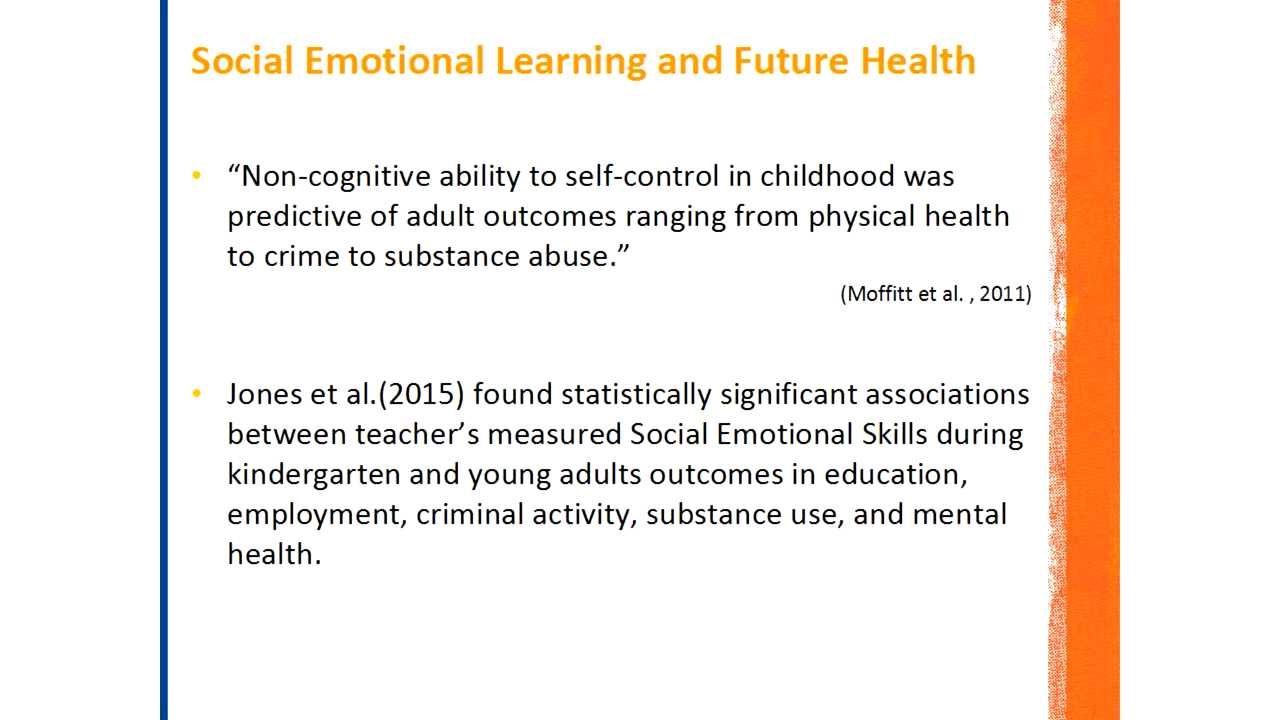 Social Emotional Learning and Future Health
• “Non-cognitive ability to self-control in childhood was
predictive of adult outcomes ranging from physical health
to crime to substance abuse.”
(Moffitt et al. , 2011)
• Jones et al.(2015) found statistically significant associations
between teacher’s measured Social Emotional Skills during
kindergarten and young adults outcomes in education,
employment, criminal activity, substance use, and mental
health.